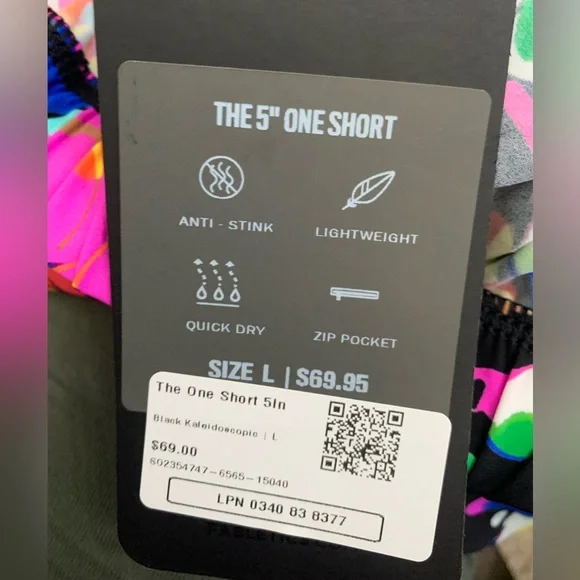 THE 5" ONE SHORT
ANTI - STINK
LIGHTWEIGHT
QUICK DRY
ZIP POCKET
SIZE L | $69.95
The One Short 5In
Black Kaleidoscopic | L
$69.00
602354747-6565-15040
LPN 0340 83 8377